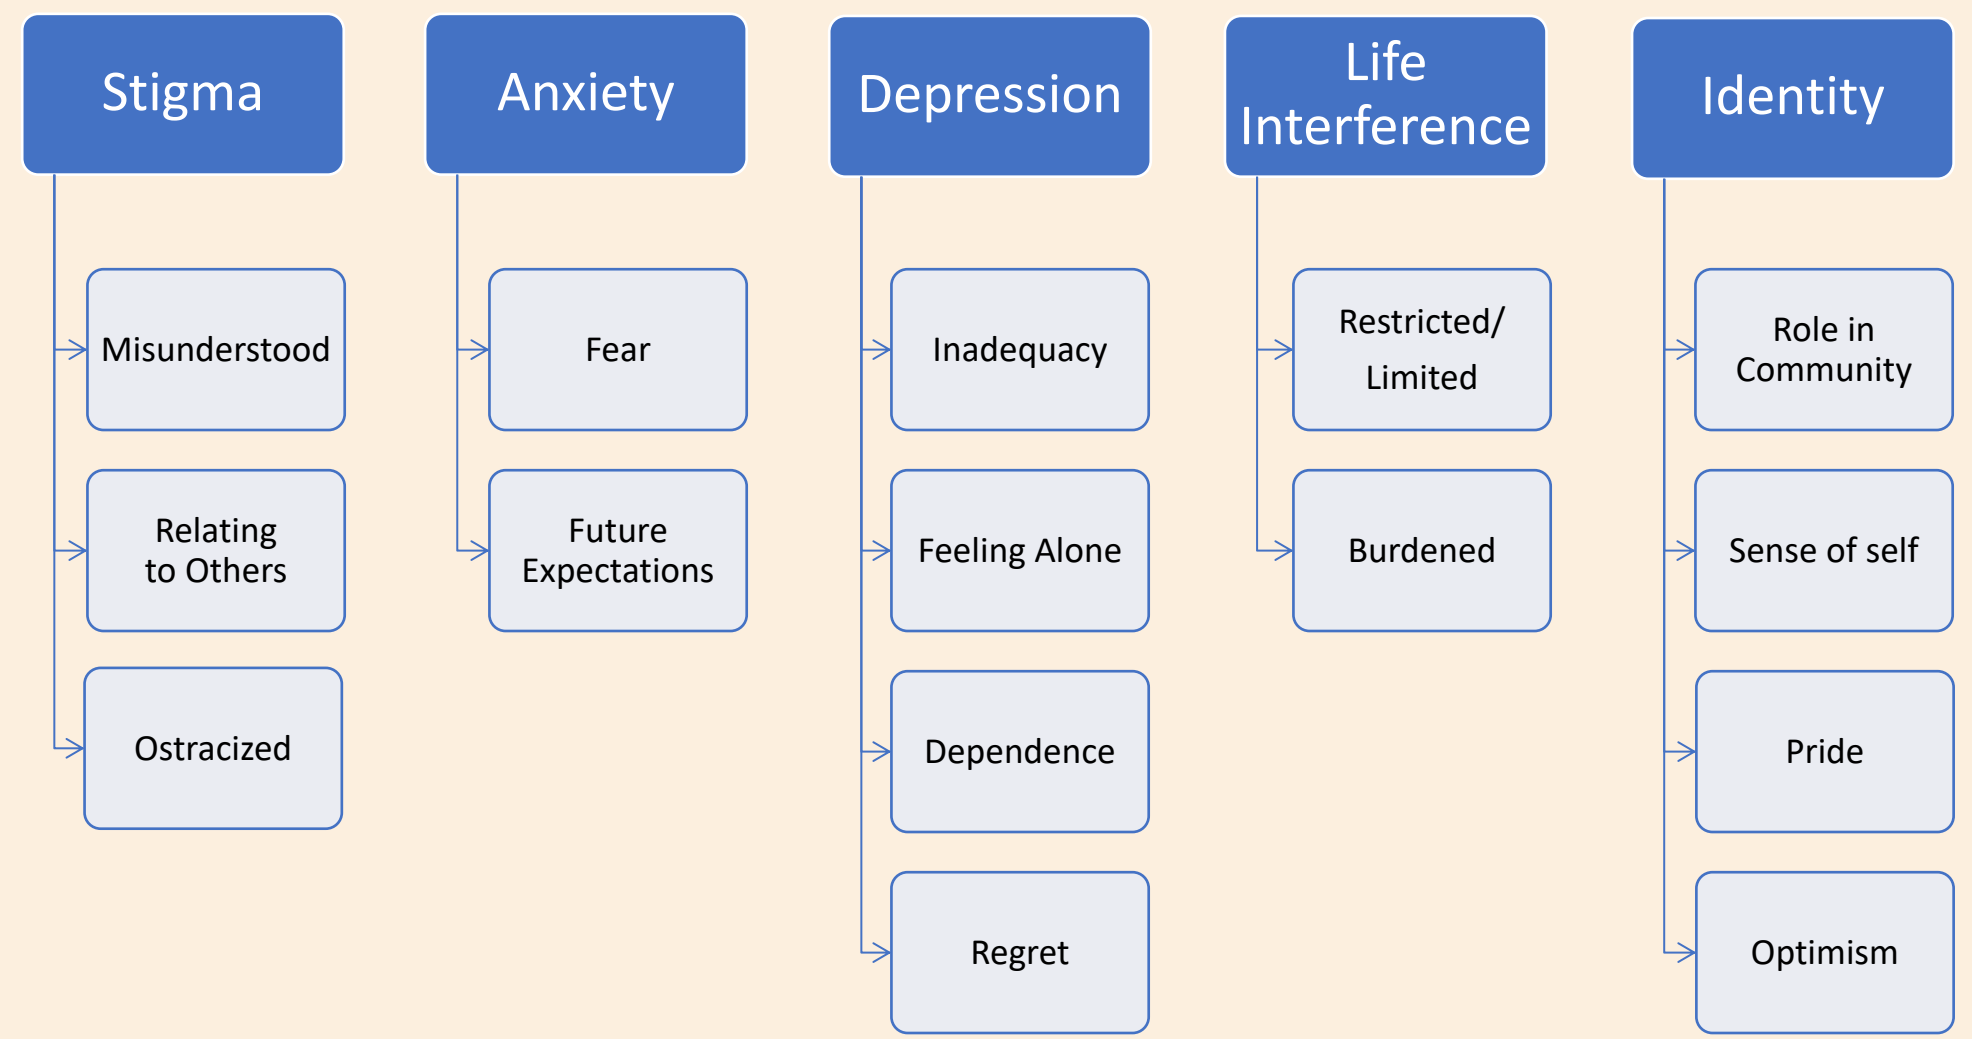 Stigma
Misunderstood
Relating
to Others
Ostracized
Anxiety
Fear
Future
Expectations
Depression
Inadequacy
Feeling Alone
Dependence
Regret
Life
Interference
Restricted/
Limited
Burdened
Identity
Role in
Community
Sense of self
Pride
Optimism